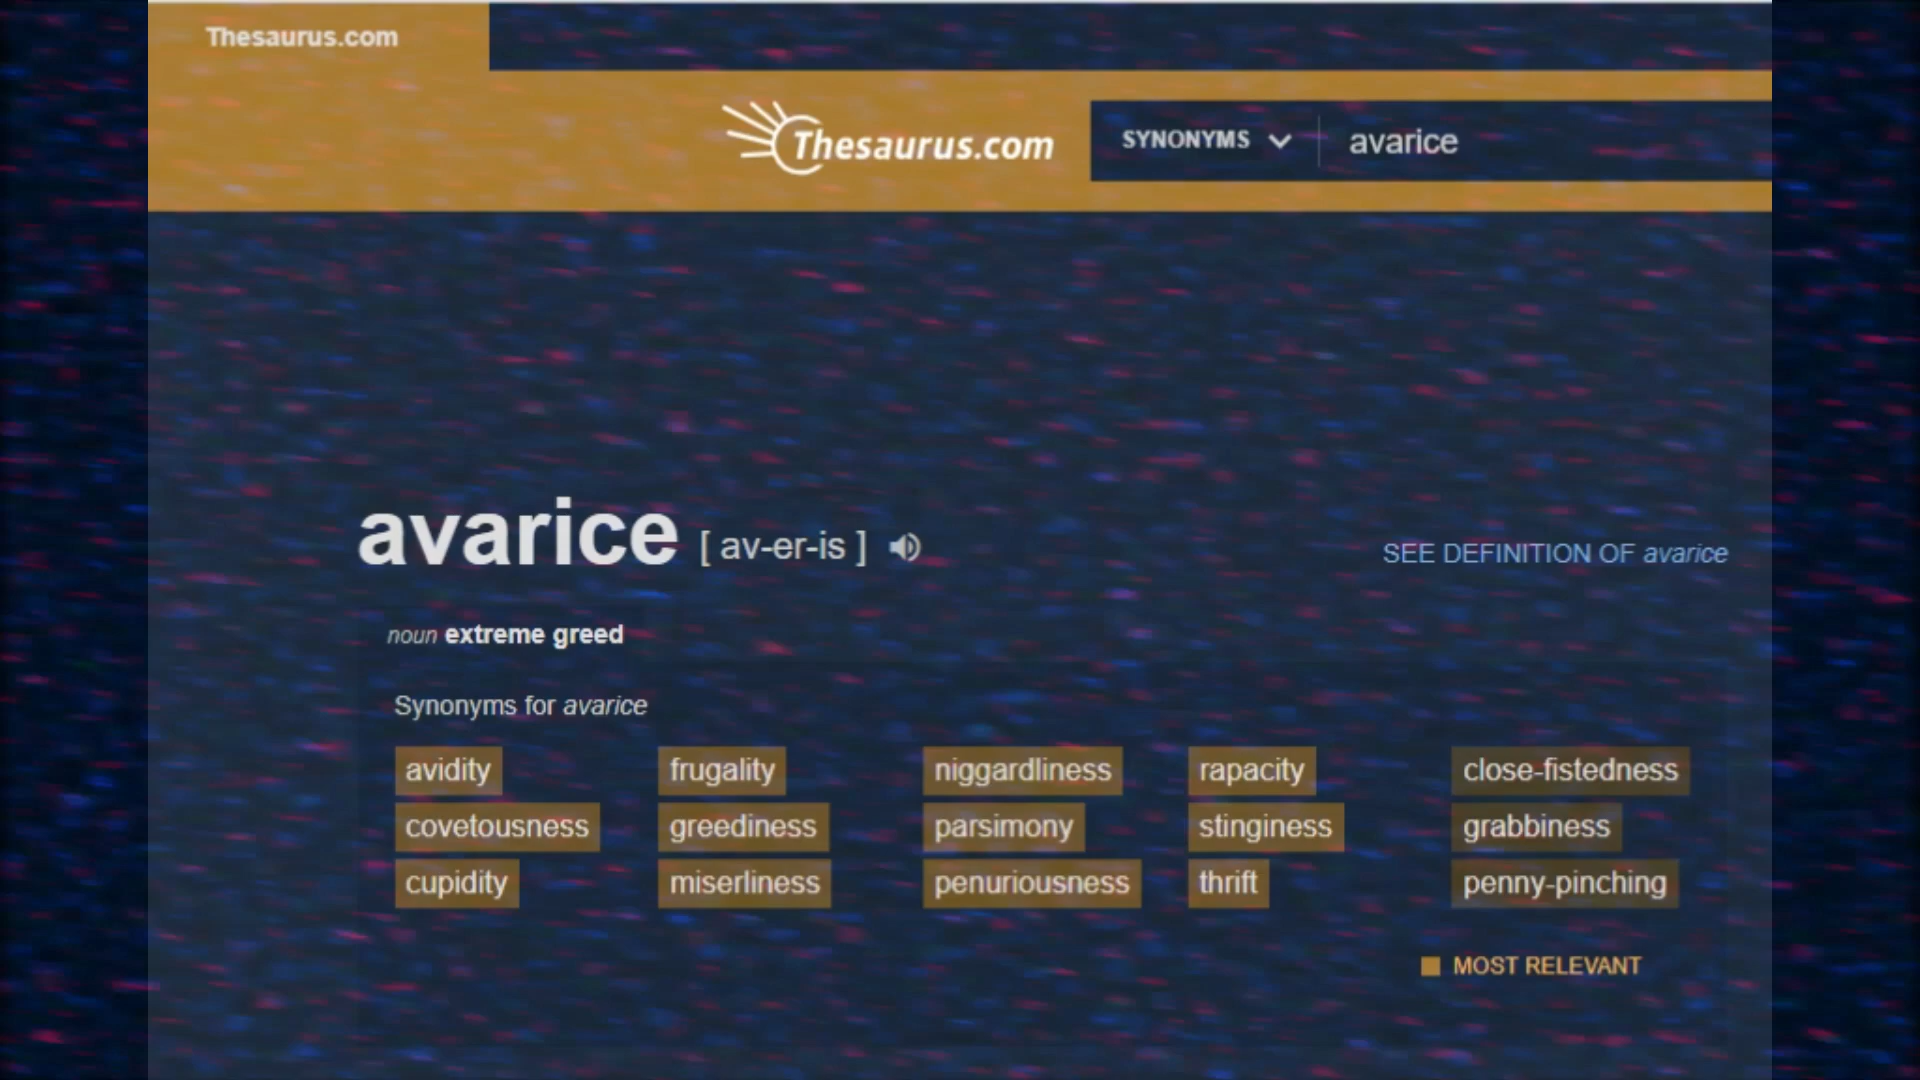 Thesaurus.com
Thesaurus.com SYNONYMS avarice
avarice [ av-er-is ] SEE DEFINITION OF avarice
noun extreme greed
Synonyms for avarice
avidity frugality niggardliness rapacity close-fistedness
covetousness greediness parsimony stinginess grabbiness
cupidity miserliness penuriousness thrift penny-pinching
MOST RELEVANT